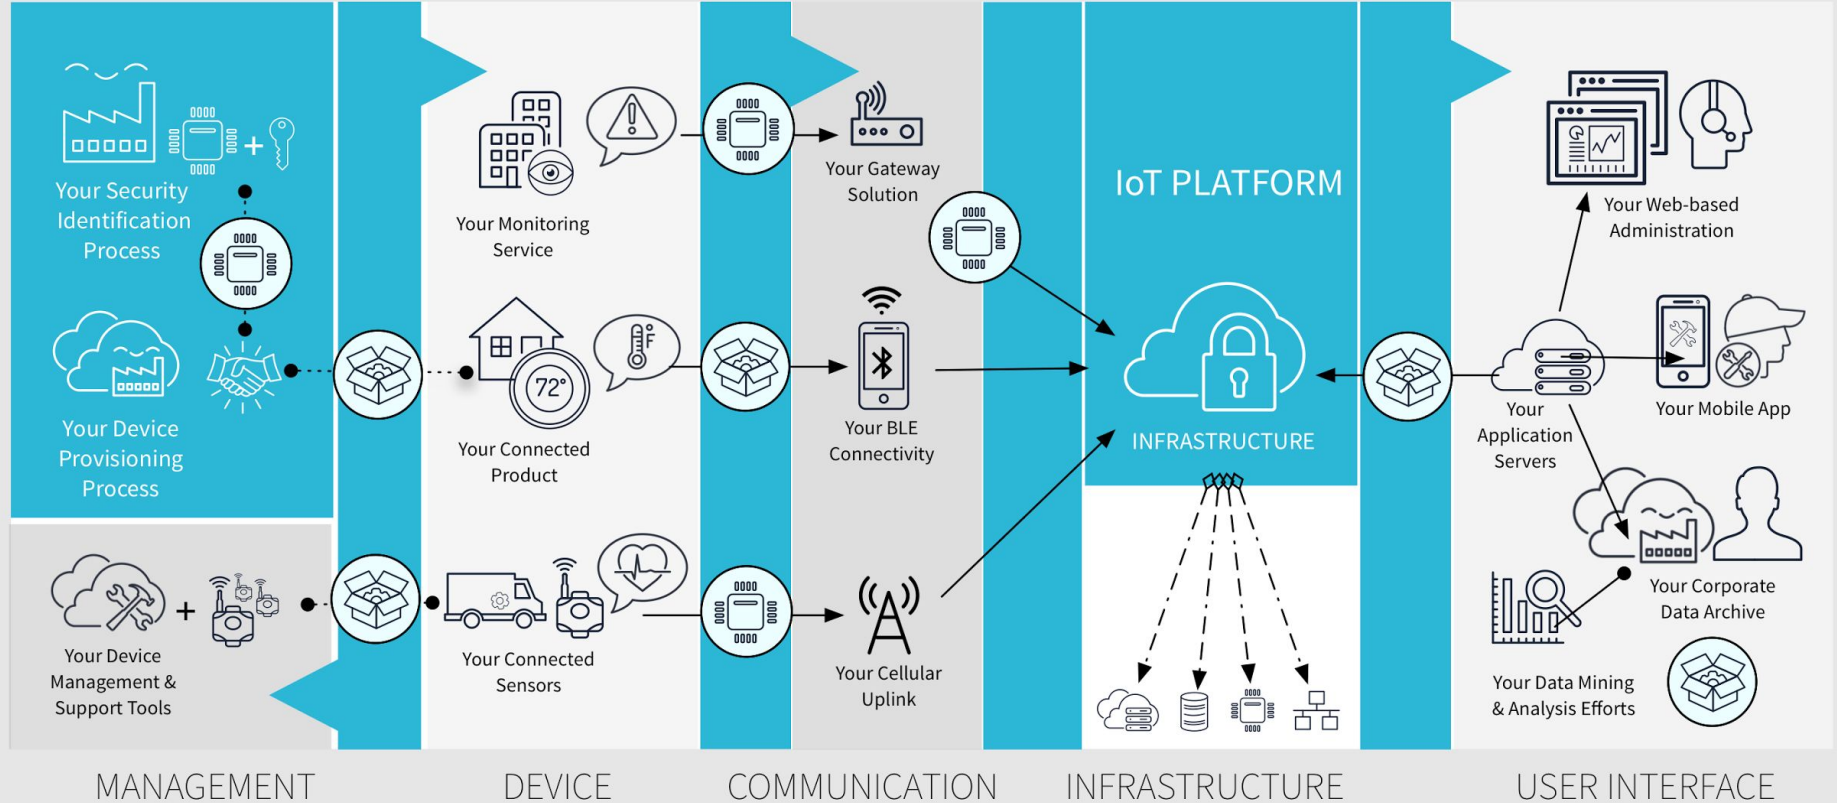 Your Security
Identification
Process
Your Device
Provisioning
Process
+
Your Device
Management &
Support Tools
+
Your Monitoring
Service
°F
72°
Your Connected
Product
Your Connected
Sensors
Your Gateway
Solution
Your BLE
Connectivity
Your Cellular
Uplink
IoT PLATFORM
INFRASTRUCTURE
Your Web-based
Administration
Your
Application
Servers
Your Mobile App
Your Corporate
Data Archive
Your Data Mining
& Analysis Efforts
MANAGEMENT
DEVICE
COMMUNICATION
INFRASTRUCTURE
USER INTERFACE